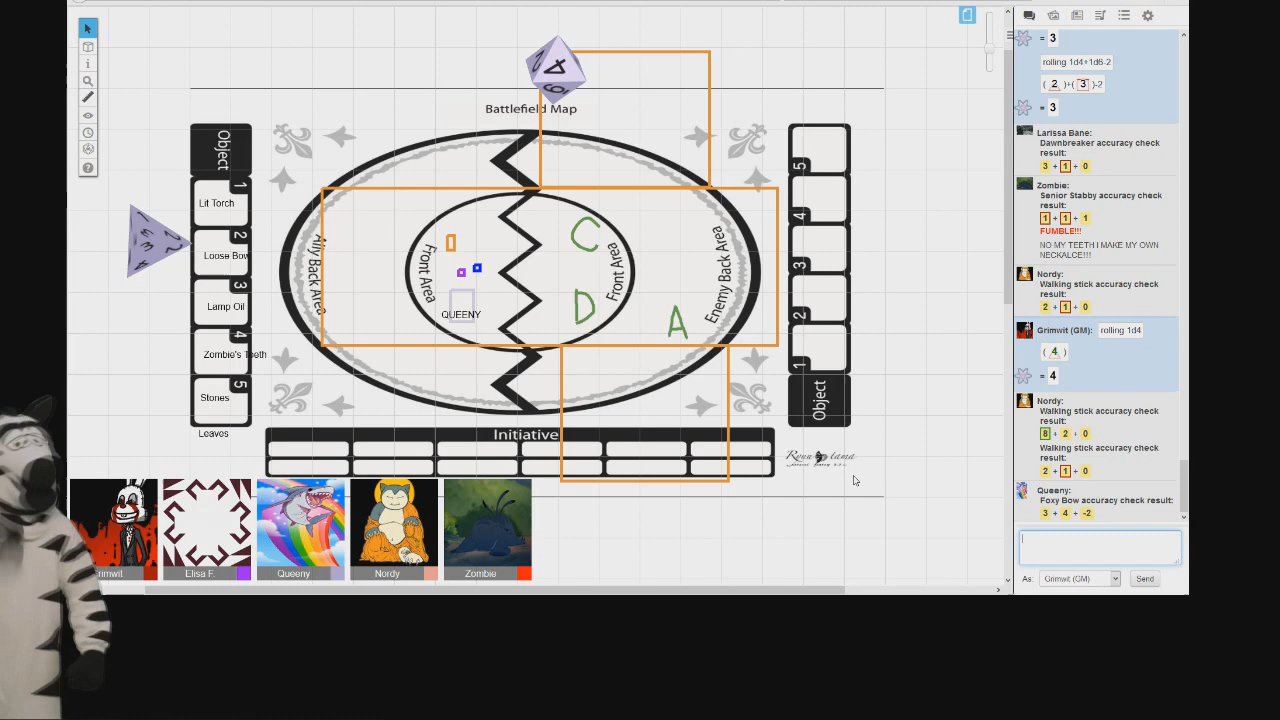 Battlefield Map
4
Object
1
Lit Torch
2
Loose Bow
3
Lamp Oil
4
Zombie's Teeth
5
Stones
Leaves
Ally Back Area
Front Area
QUEENY
C
D
Front Area
A
Enemy Back Area
5
4
3
2
1
Object
Initiative
Grimwit
Elisa F.
Queeny
Nordy
Zombie
= 3
rolling 1d4+1d6-2
( 2 )+( 3 )-2
= 3
Larissa Bane:
Dawnbreaker accuracy check
result:
3 + 1 + 0
Zombie:
Senior Stabby accuracy check
result:
1 + 1 + 1
FUMBLE!!!
NO MY TEETH I MAKE MY OWN
NECKALCE!!!
Nordy:
Walking stick accuracy check
result:
2 + 1 + 0
Grimwit (GM): rolling 1d4
( 4 )
= 4
Nordy:
Walking stick accuracy check
result:
8 + 2 + 0
Walking stick accuracy check
result:
2 + 1 + 0
Queeny:
Foxy Bow accuracy check result:
3 + 4 + -2
As: Grimwit (GM) Send